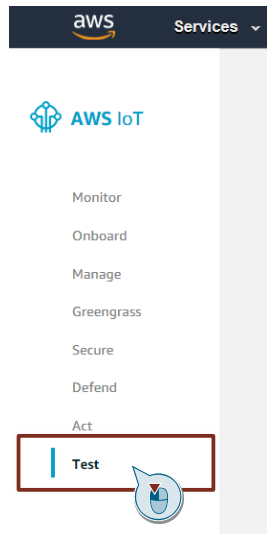 aws
Services
AWS IoT
Monitor
Onboard
Manage
Greengrass
Secure
Defend
Act
Test